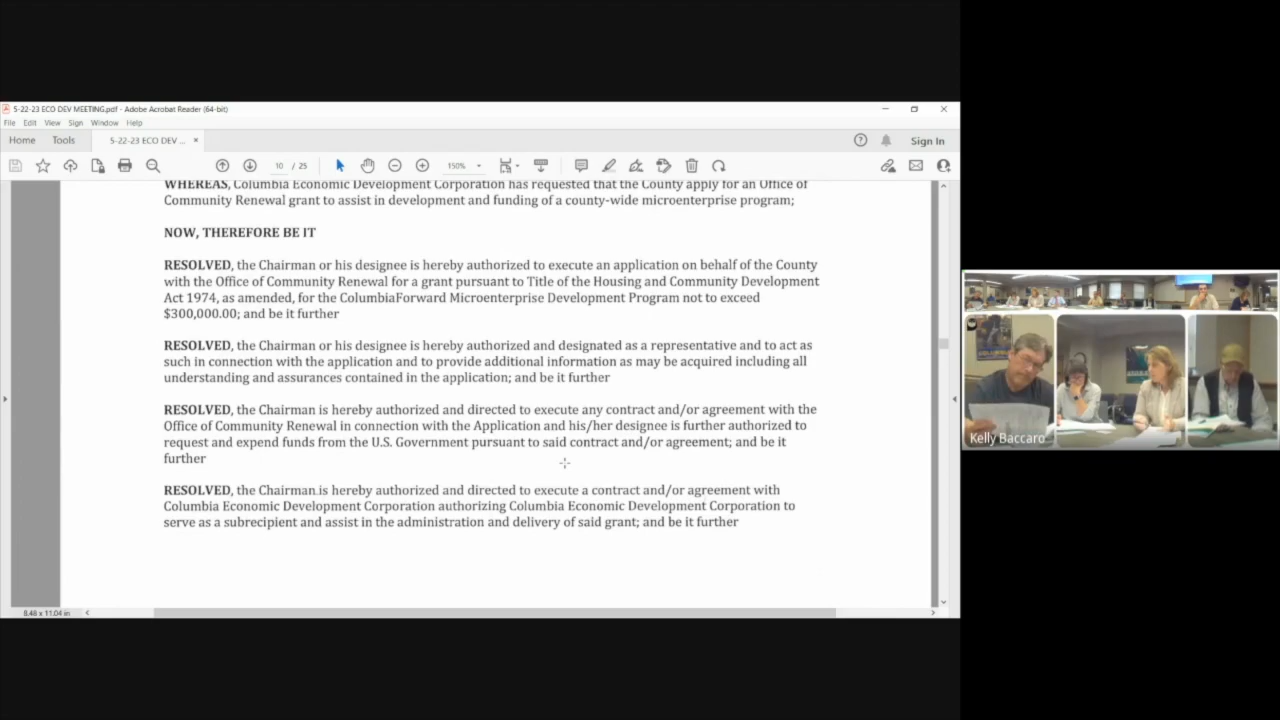 5-22-23 ECO DEV MEETING.pdf - Adobe Acrobat Reader (64-bit)
File Edit View Sign Window Help
Home Tools 5-22-23 ECO DEV ... × Sign In
10 / 25 150%
WHEREAS, Columbia Economic Development Corporation has requested that the County apply for an Office of
Community Renewal grant to assist in development and funding of a county-wide microenterprise program;
NOW, THEREFORE BE IT
RESOLVED, the Chairman or his designee is hereby authorized to execute an application on behalf of the County
with the Office of Community Renewal for a grant pursuant to Title of the Housing and Community Development
Act 1974, as amended, for the ColumbiaForward Microenterprise Development Program not to exceed
$300,000.00; and be it further
RESOLVED, the Chairman or his designee is hereby authorized and designated as a representative and to act as
such in connection with the application and to provide additional information as may be acquired including all
understanding and assurances contained in the application; and be it further
RESOLVED, the Chairman is hereby authorized and directed to execute any contract and/or agreement with the
Office of Community Renewal in connection with the Application and his/her designee is further authorized to
request and expend funds from the U.S. Government pursuant to said contract and/or agreement; and be it
further
RESOLVED, the Chairman is hereby authorized and directed to execute a contract and/or agreement with
Columbia Economic Development Corporation authorizing Columbia Economic Development Corporation to
serve as a subrecipient and assist in the administration and delivery of said grant; and be it further
8.48 x 11.04 in
Kelly Baccaro